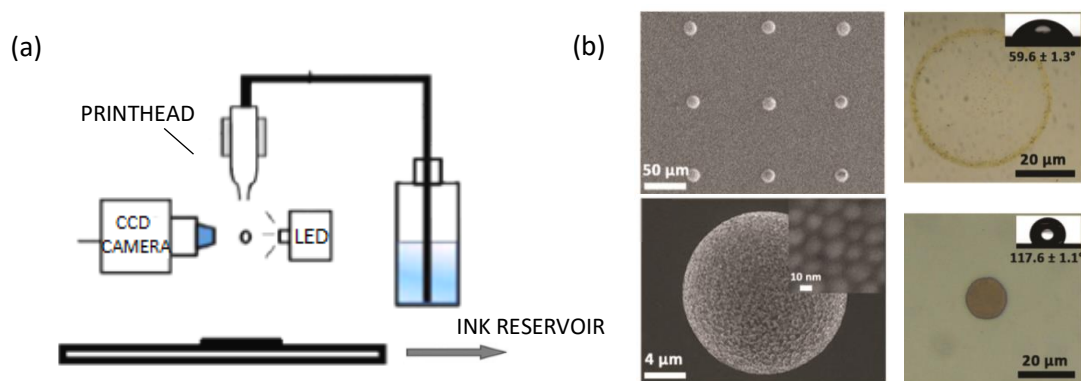 (a)
PRINTHEAD
CCD
CAMERA
LED
INK RESERVOIR
(b)
50 µm
59.6 ± 1.3°
20 µm
10 nm
4 µm
117.6 ± 1.1°
20 µm